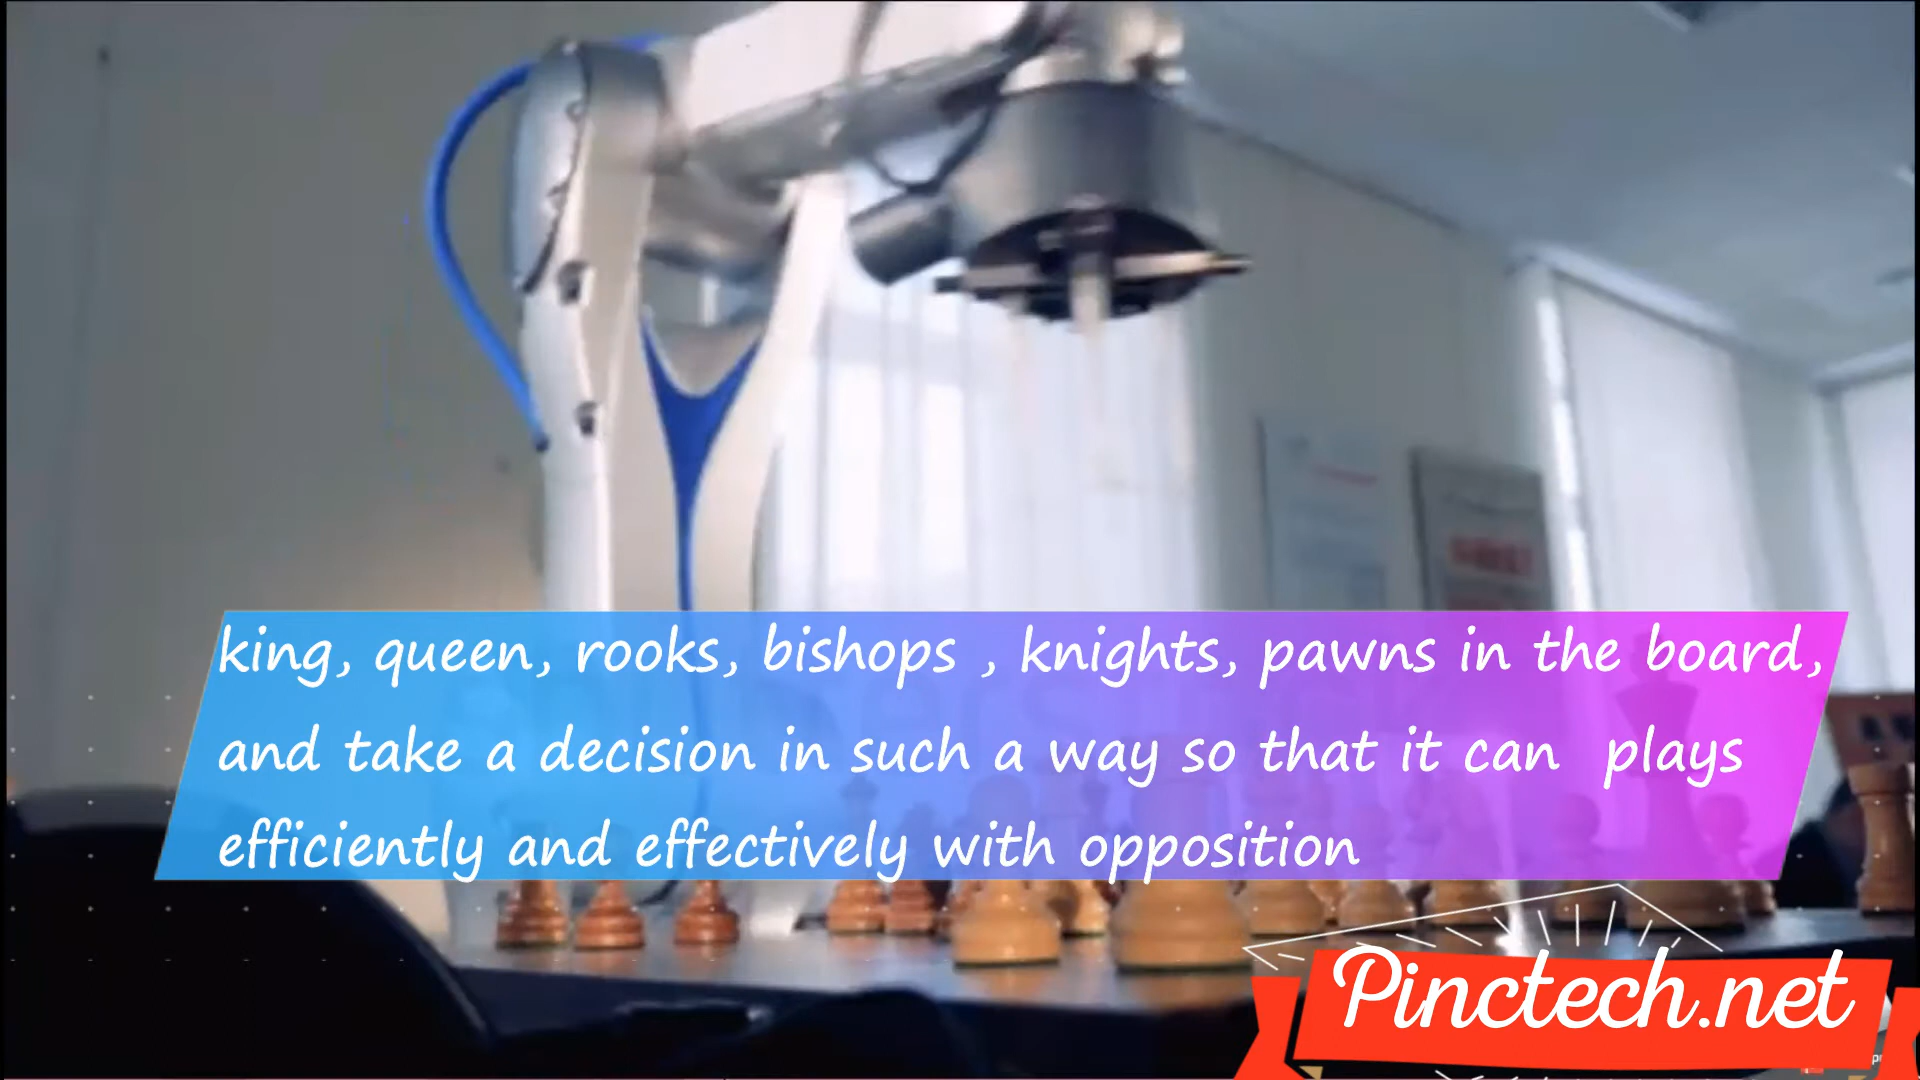 king, queen, rooks, bishops , knights, pawns in the board,
and take a decision in such a way so that it can  plays
efficiently and effectively with opposition
Pinctech.net